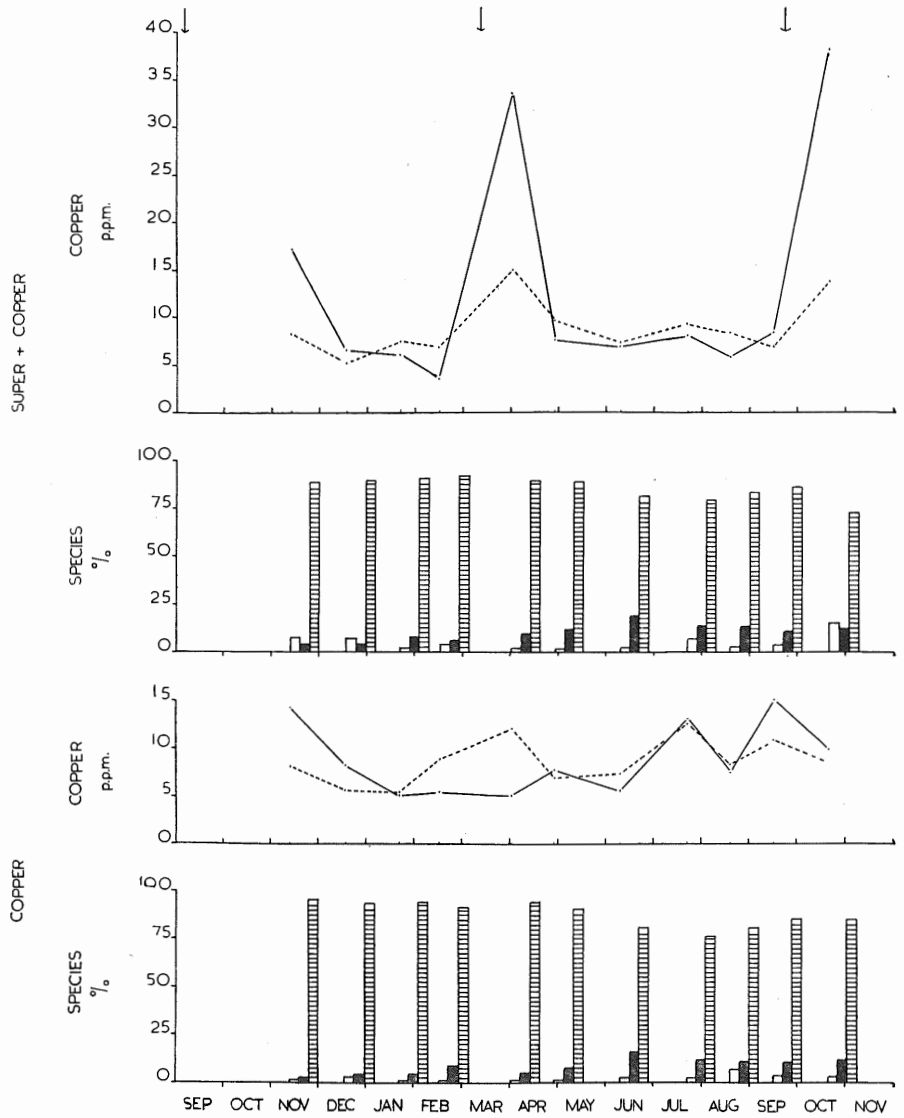 SUPER + COPPER
COPPER
p.p.m.
40
35
30
25
20
15
10
5
0
SPECIES
%
100
75
50
25
0
COPPER
COPPER
p.p.m.
15
10
5
0
SPECIES
%
100
75
50
25
0
SEP OCT NOV DEC JAN FEB MAR APR MAY JUN JUL AUG SEP OCT NOV